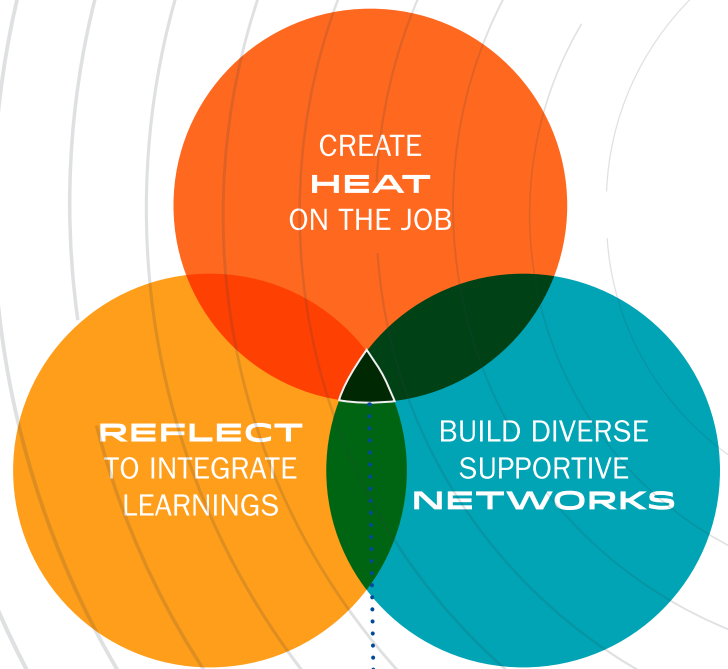 CREATE
HEAT
ON THE JOB
REFLECT
TO INTEGRATE
LEARNINGS
BUILD DIVERSE
SUPPORTIVE
NETWORKS